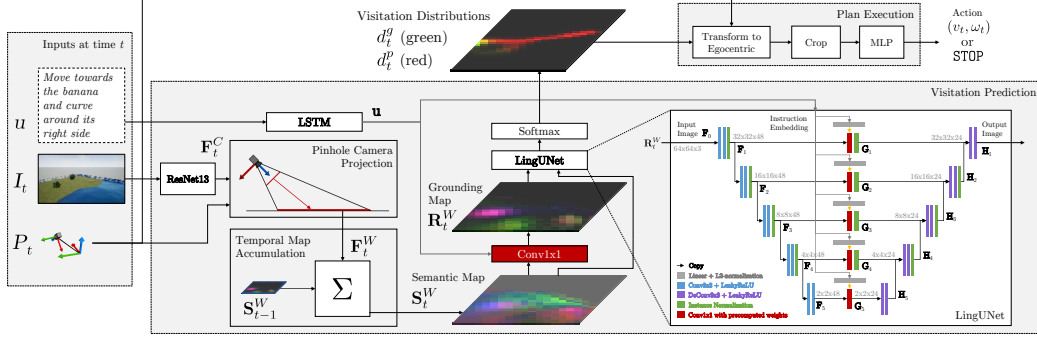 Inputs at time t
Move towards
the banana
and curve
around its
right side
u
I_t
P_t
ResNet13
LSTM
u
F_t^C
Pinhole Camera
Projection
F_t^W
Temporal Map
Accumulation
S_{t-1}^W
Σ
Visitation Distributions
d_t^g (green)
d_t^p (red)
Softmax
LingUNet
Grounding
Map
R_t^W
Conv1x1
Semantic Map
S_t^W
Plan Execution
Transform to
Egocentric
Crop
MLP
Action
(v_t, ω_t)
or
STOP
Visitation Prediction
R_t^W
Input
Image
64x64x3
F_0
Instruction
Embedding
Output
Image
32x32x48
F_1
G_1
32x32x24
H_1
16x16x48
F_2
G_2
16x16x24
H_2
8x8x48
F_3
G_3
8x8x24
H_3
4x4x48
F_4
G_4
4x4x24
H_4
2x2x48
F_5
G_5
2x2x24
H_5
Copy
Linear + L2-normalization
Conv3x3 + LeakyReLU
DeConv3x3 + LeakyReLU
Instance Normalization
Conv1x1 with precomputed weights
LingUNet